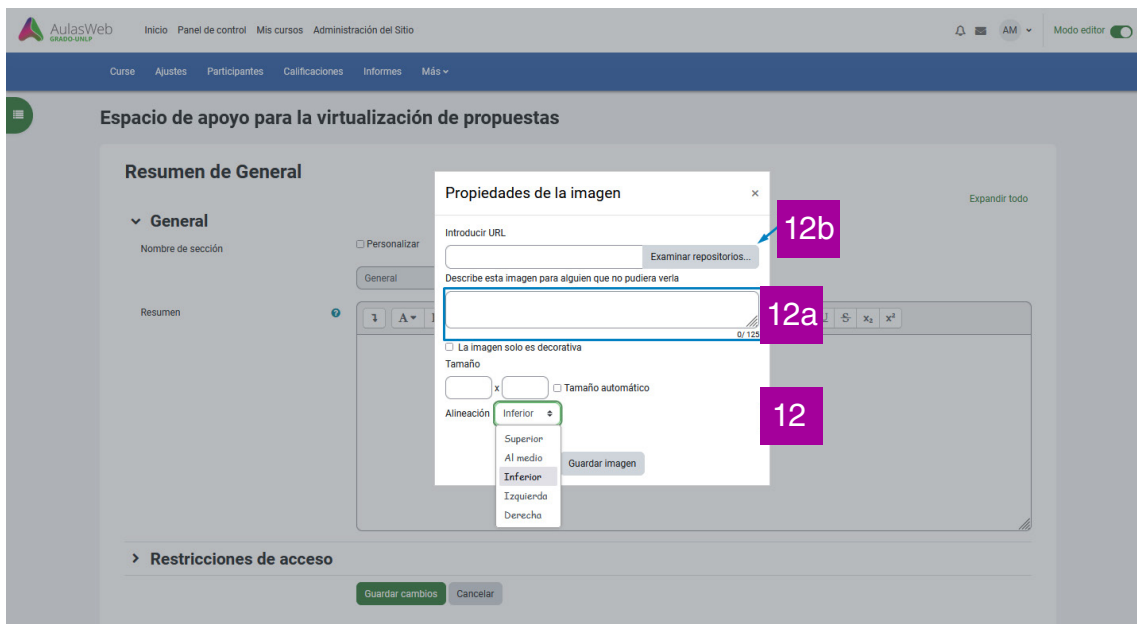 AulasWeb
GRADO-UNLP
Inicio Panel de control Mis cursos Administración del Sitio
AM
Modo editor
Curse Ajustes Participantes Calificaciones Informes Más
Espacio de apoyo para la virtualización de propuestas
Resumen de General
Expandir todo
General
Nombre de sección
Personalizar
General
Resumen
A
S x₂ x²
Propiedades de la imagen ×
Introducir URL
Examinar repositorios...
12b
Describe esta imagen para alguien que no pudiera verla
12a
0/ 125
La imagen solo es decorativa
Tamaño
x Tamaño automático
Alineación Inferior
12
Superior
Al medio
Inferior
Izquierda
Derecha
Guardar imagen
Restricciones de acceso
Guardar cambios Cancelar